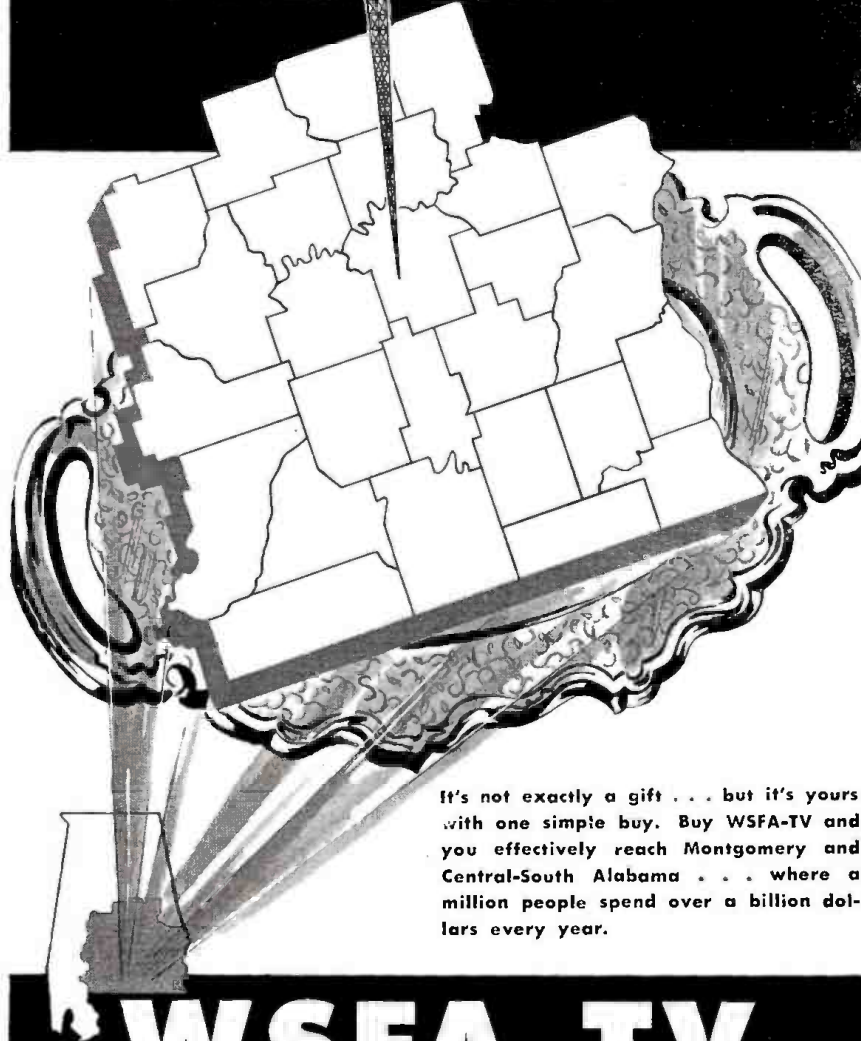 It's not exactly a gift . . . but it's yours
with one simple buy. Buy WSFA-TV and
you effectively reach Montgomery and
Central-South Alabama . . . where a
million people spend over a billion dol-
lars every year.
WSFA-TV